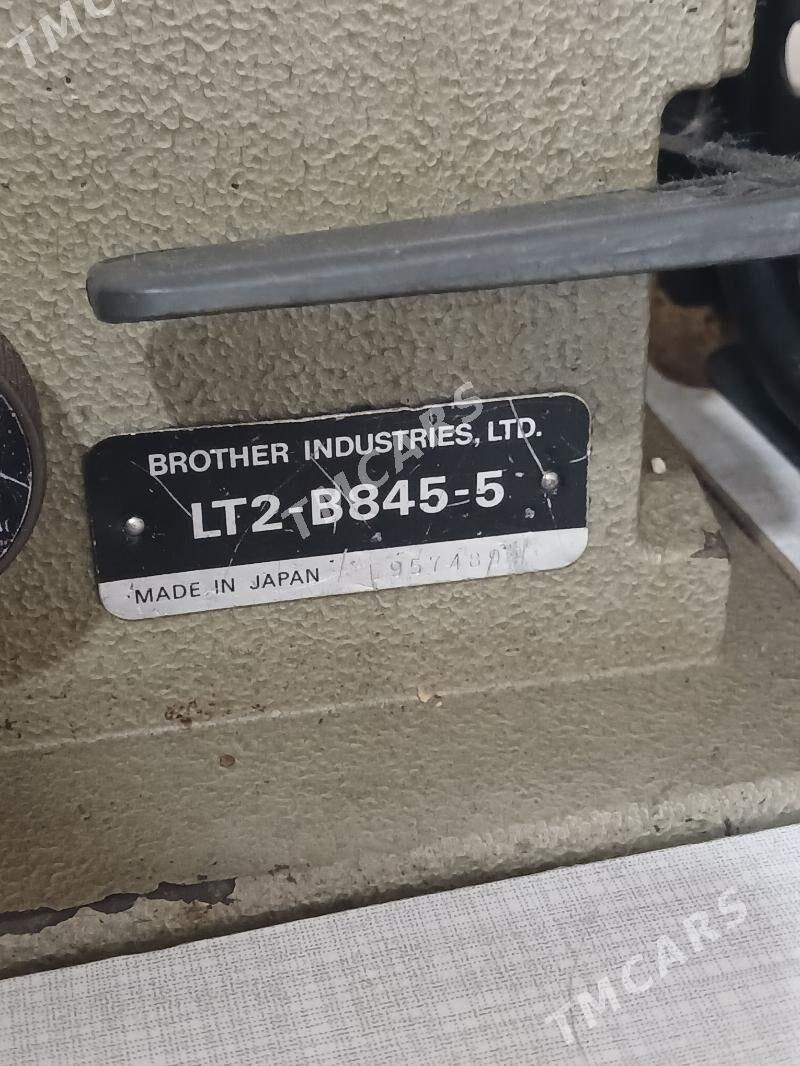 TMCARS
BROTHER INDUSTRIES, LTD.
TMCARS
LT2-B845-5
MADE IN JAPAN
TMCARS